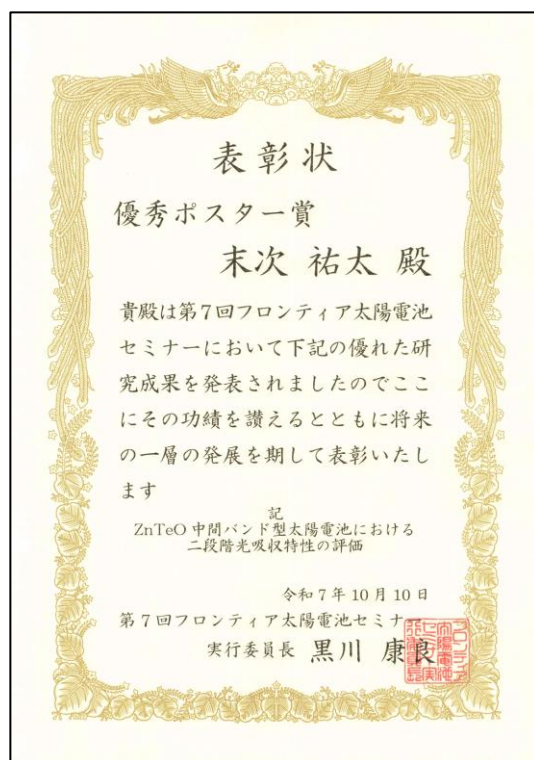 表彰状
優秀ポスター賞
末次 祐太 殿
貴殿は第7回フロンティア太陽電池
セミナーにおいて下記の優れた研
究成果を発表されましたのでここ
にその功績を讃えるとともに将来
の一層の発展を期して表彰いたし
ます
記
ZnTeO 中間バンド型太陽電池における
二段階光吸収特性の評価
令和7年10月10日
第7回フロンティア太陽電池セミナ
実行委員長 黒川 康良